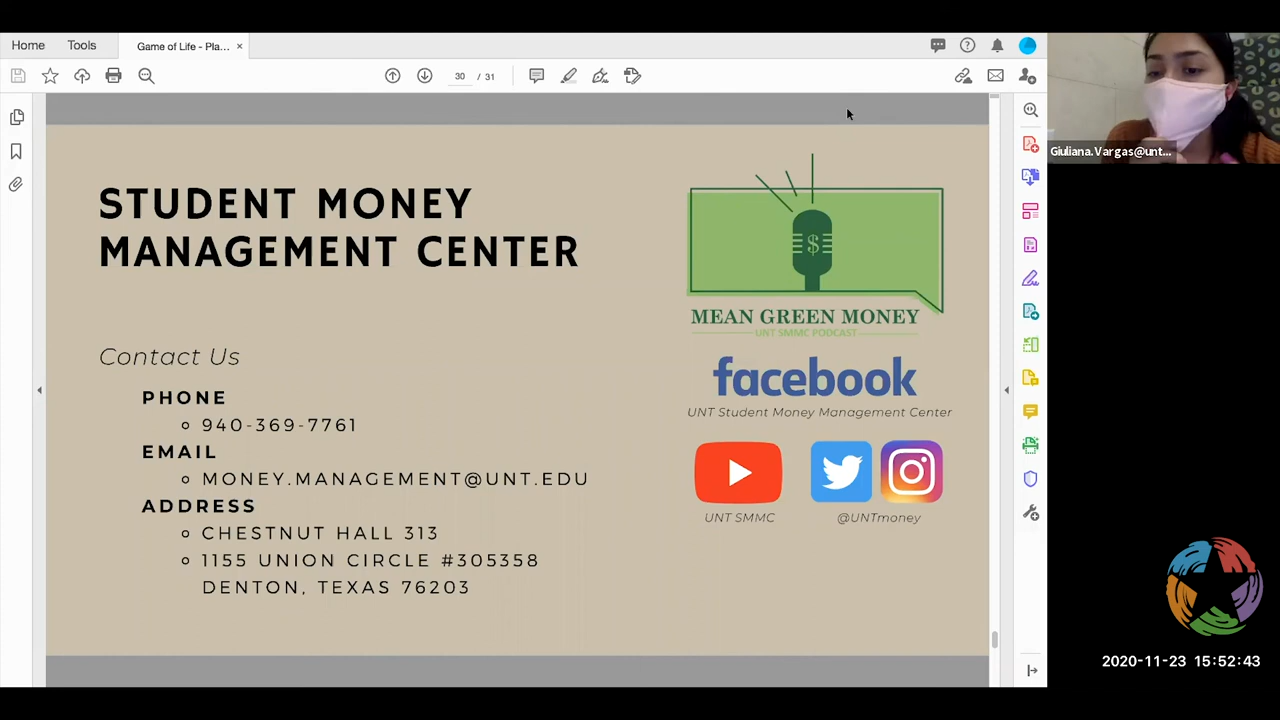 Home
Tools
Game of Life - Pla...
×
30 / 31
STUDENT MONEY
MANAGEMENT CENTER
Contact Us
PHONE
940-369-7761
EMAIL
MONEY.MANAGEMENT@UNT.EDU
ADDRESS
CHESTNUT HALL 313
1155 UNION CIRCLE #305358
DENTON, TEXAS 76203
$
MEAN GREEN MONEY
UNT SMMC PODCAST
facebook
UNT Student Money Management Center
UNT SMMC
@UNTmoney
Giuliana.Vargas@unt...
2020-11-23 15:52:43